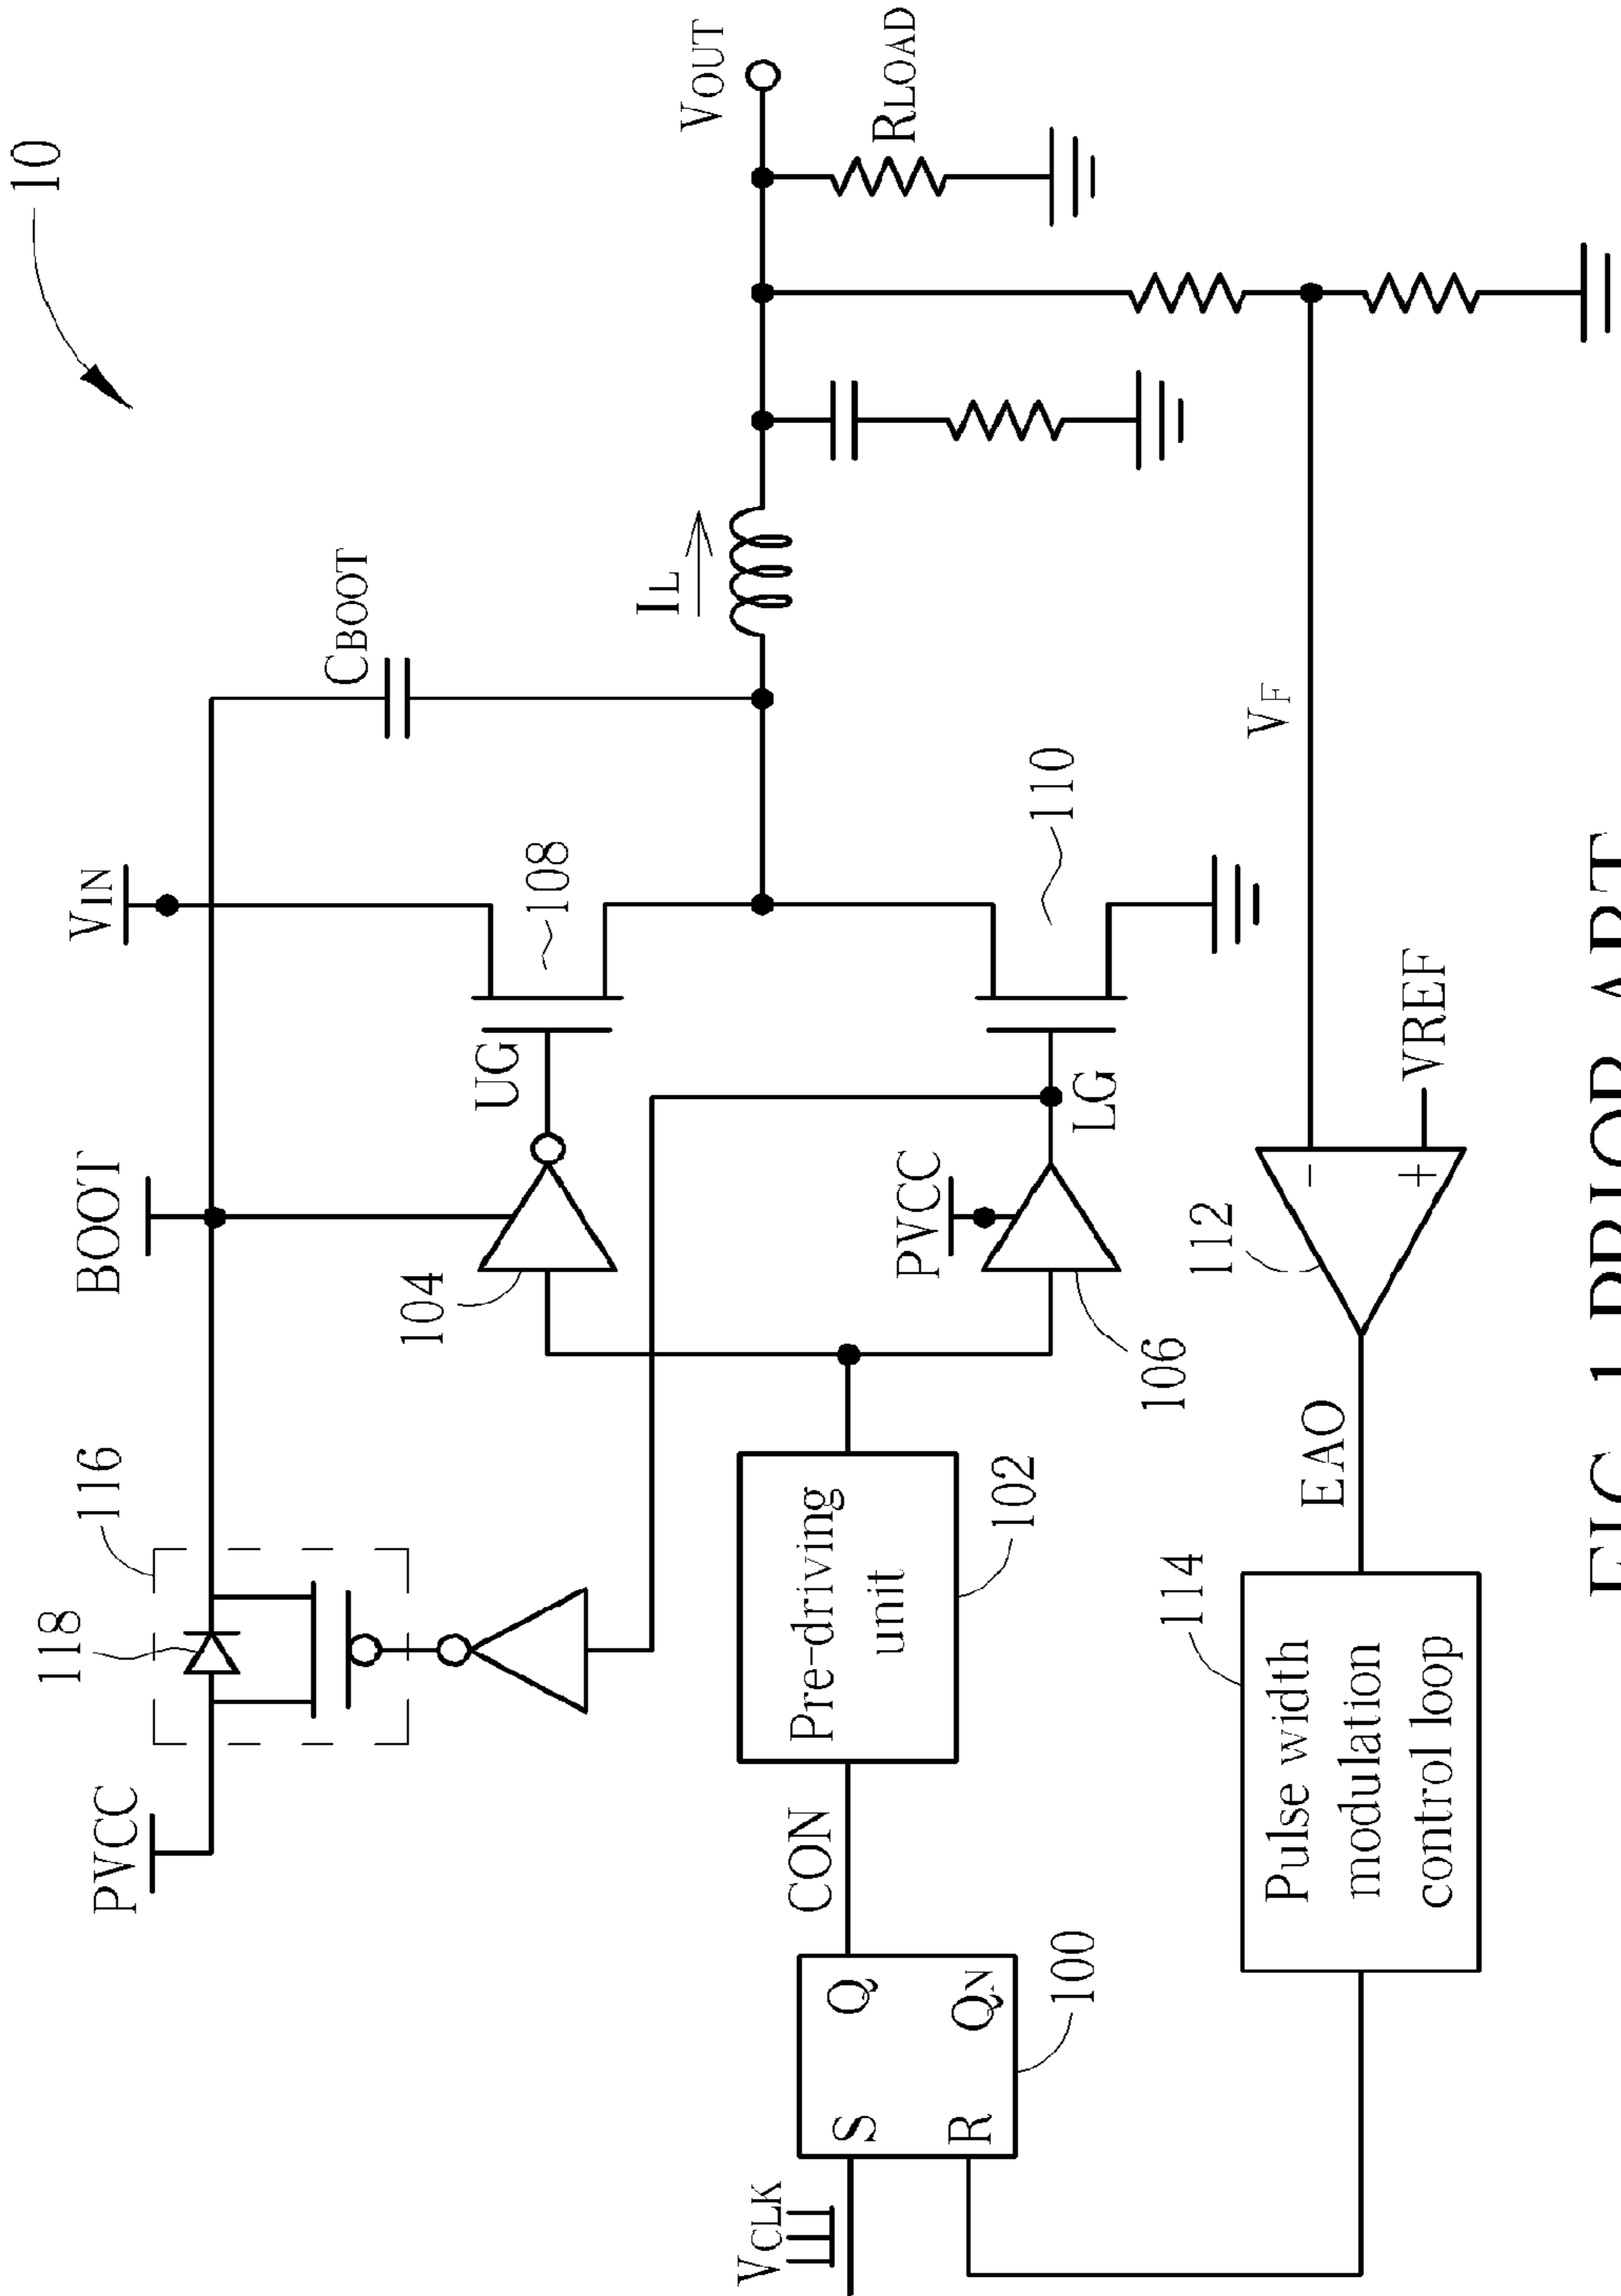 10
PVCC
118
116
BOOT
VIN
CBOOT
104
UG
108
IL
VOUT
RLOAD
VCLK
S
Q
R
QN
100
CON
Pre-driving
unit
102
PVCC
106
LG
110
Pulse width
modulation
control loop
114
EAO
112
-
+
VREF
VF
FIG. 1 PRIOR ART